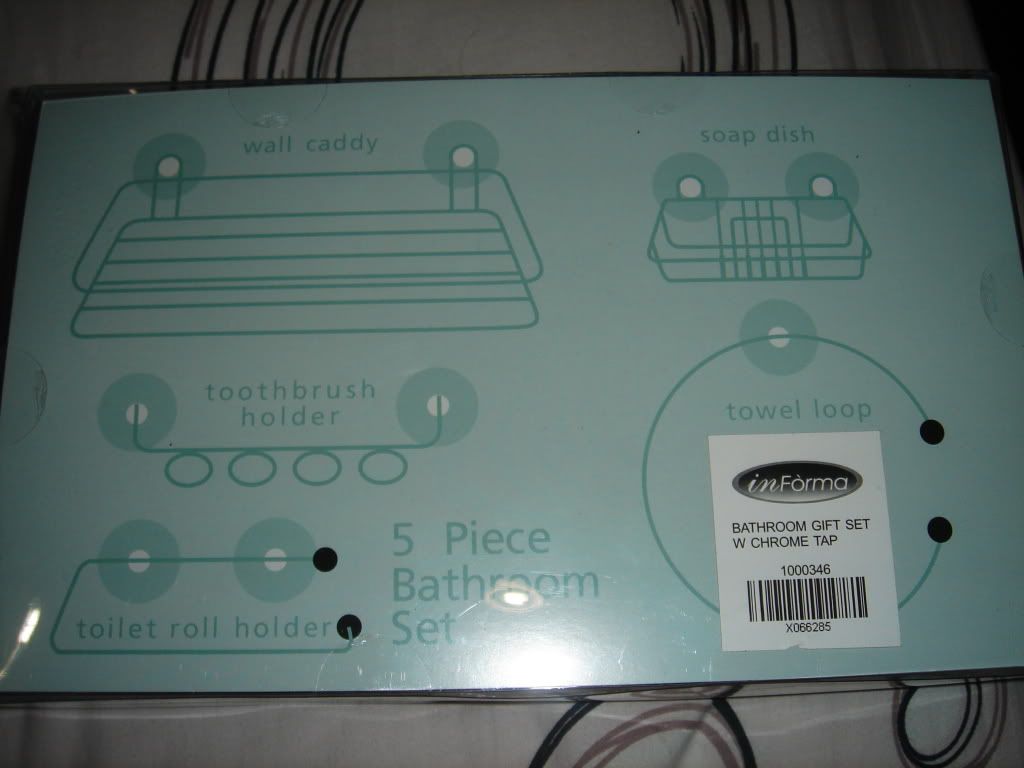 wall caddy
soap dish
toothbrush
holder
towel loop
inFòrma
BATHROOM GIFT SET
W CHROME TAP
1000346
X066285
5 Piece
Bathroom
Set
toilet roll holder